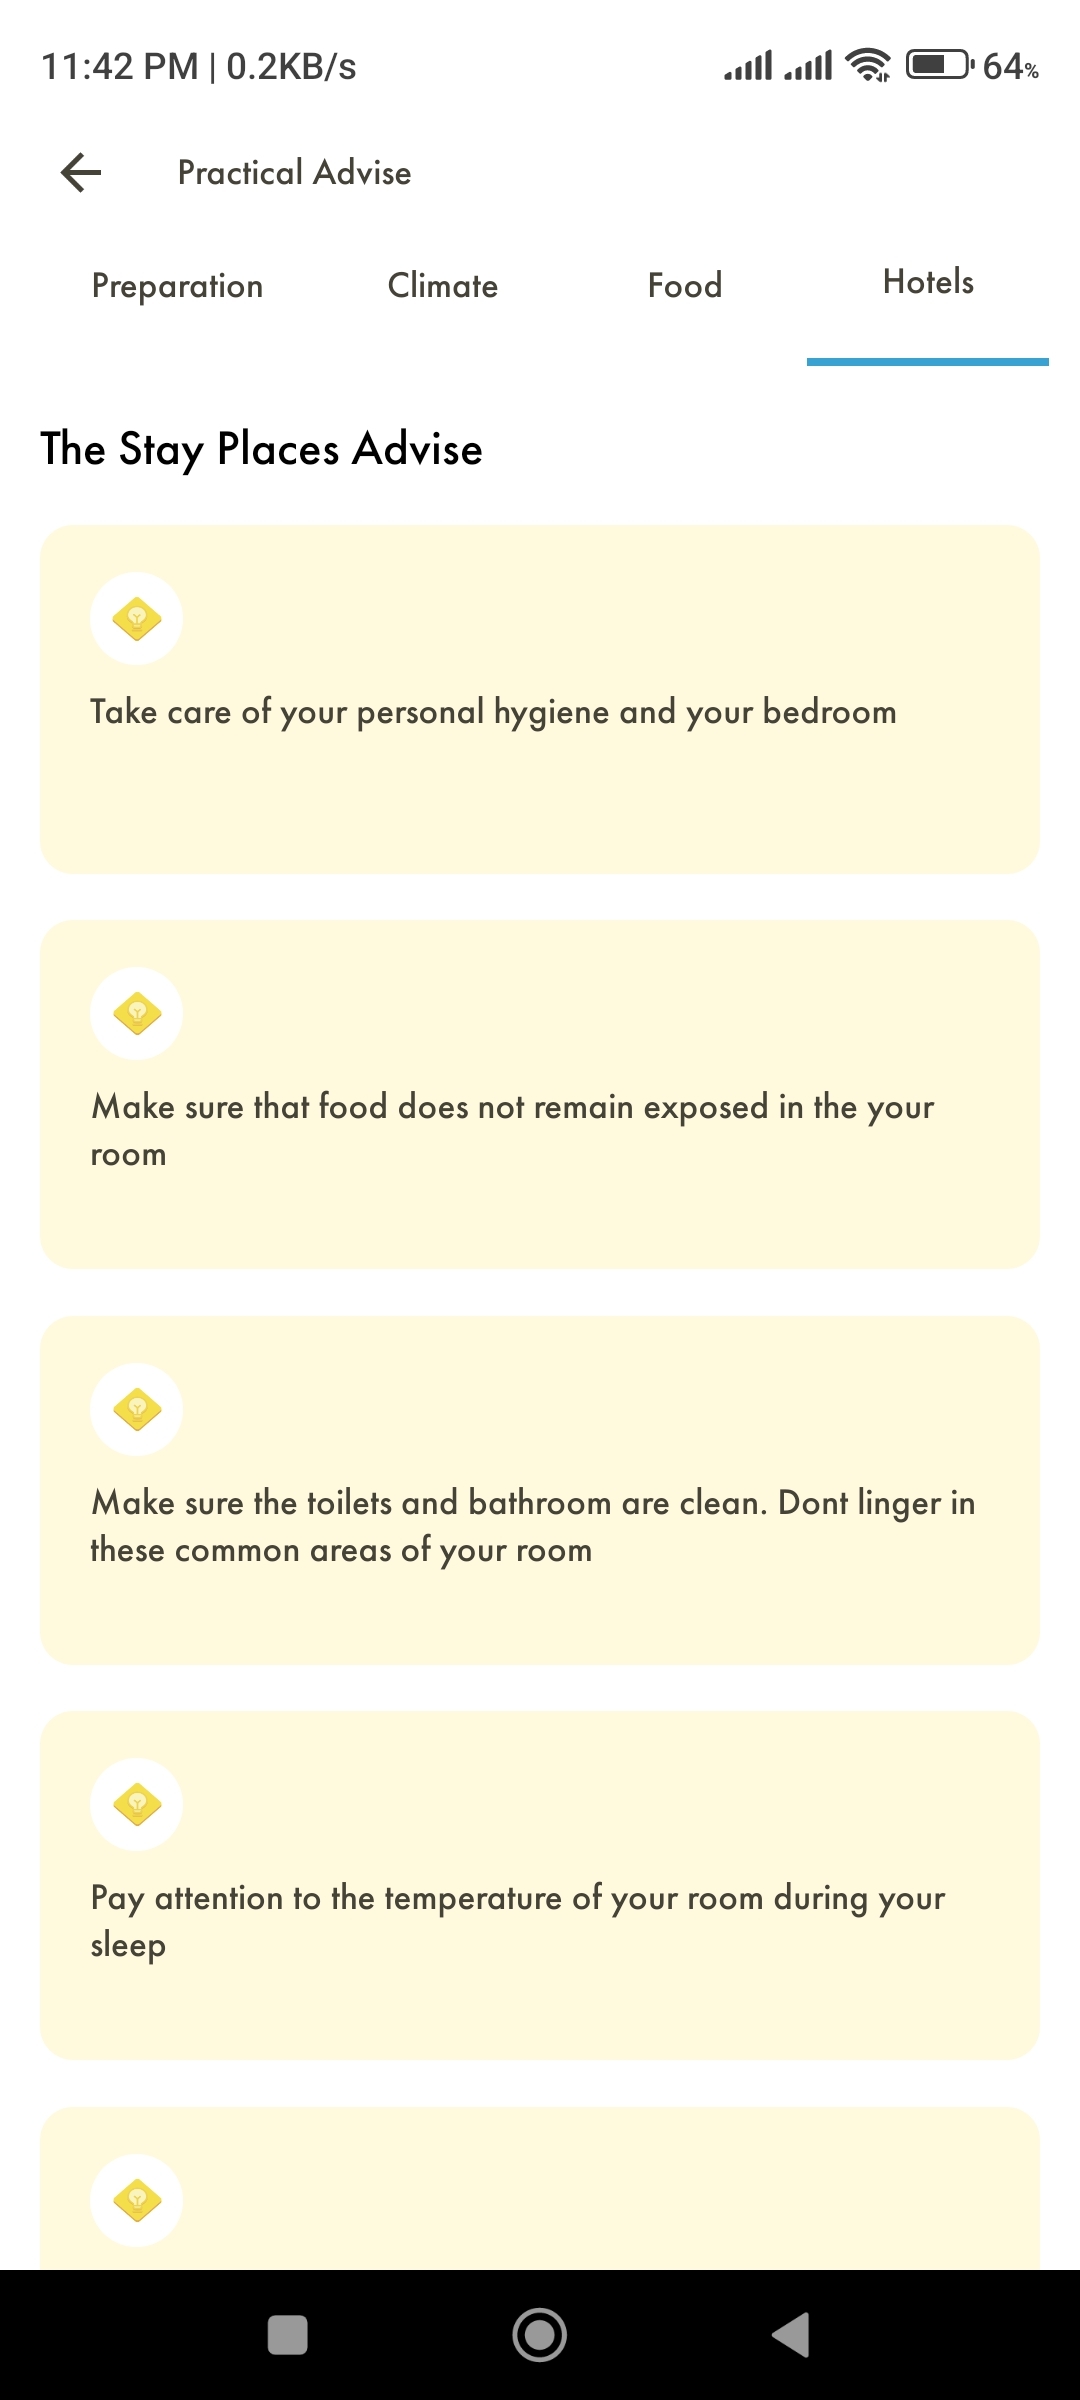 11:42 PM | 0.2KB/s 64%
Practical Advise
Preparation Climate Food Hotels
The Stay Places Advise
Take care of your personal hygiene and your bedroom
Make sure that food does not remain exposed in the your
room
Make sure the toilets and bathroom are clean. Dont linger in
these common areas of your room
Pay attention to the temperature of your room during your
sleep